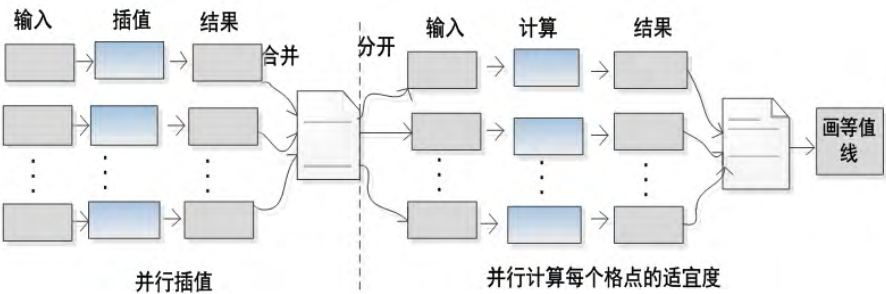 输入
插值
结果
合并
分开
输入
计算
结果
画等值
线
并行插值
并行计算每个格点的适宜度